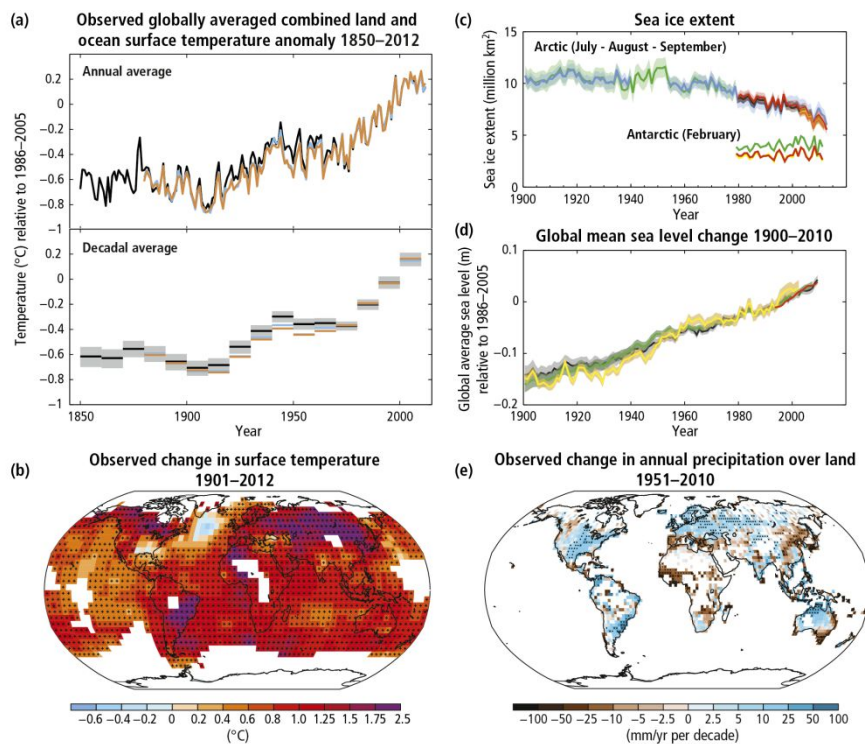 (a)
Observed globally averaged combined land and
ocean surface temperature anomaly 1850–2012
Annual average
0.2
0
−0.2
−0.4
−0.6
−0.8
−1
Decadal average
0.2
0
−0.2
−0.4
−0.6
−0.8
−1
Temperature (°C) relative to 1986–2005
1850
1900
1950
2000
Year
(b)
Observed change in surface temperature
1901–2012
−0.6
−0.4
−0.2
0
0.2
0.4
0.6
0.8
1.0
1.25
1.5
1.75
2.5
(°C)
(c)
Sea ice extent
Arctic (July - August - September)
Antarctic (February)
Sea ice extent (million km²)
15
10
5
0
1900
1920
1940
1960
1980
2000
Year
(d)
Global mean sea level change 1900–2010
Global average sea level (m)
relative to 1986–2005
0.1
0
−0.1
−0.2
1900
1920
1940
1960
1980
2000
Year
(e)
Observed change in annual precipitation over land
1951–2010
−100
−50
−25
−10
−5
−2.5
0
2.5
5
10
25
50
100
(mm/yr per decade)